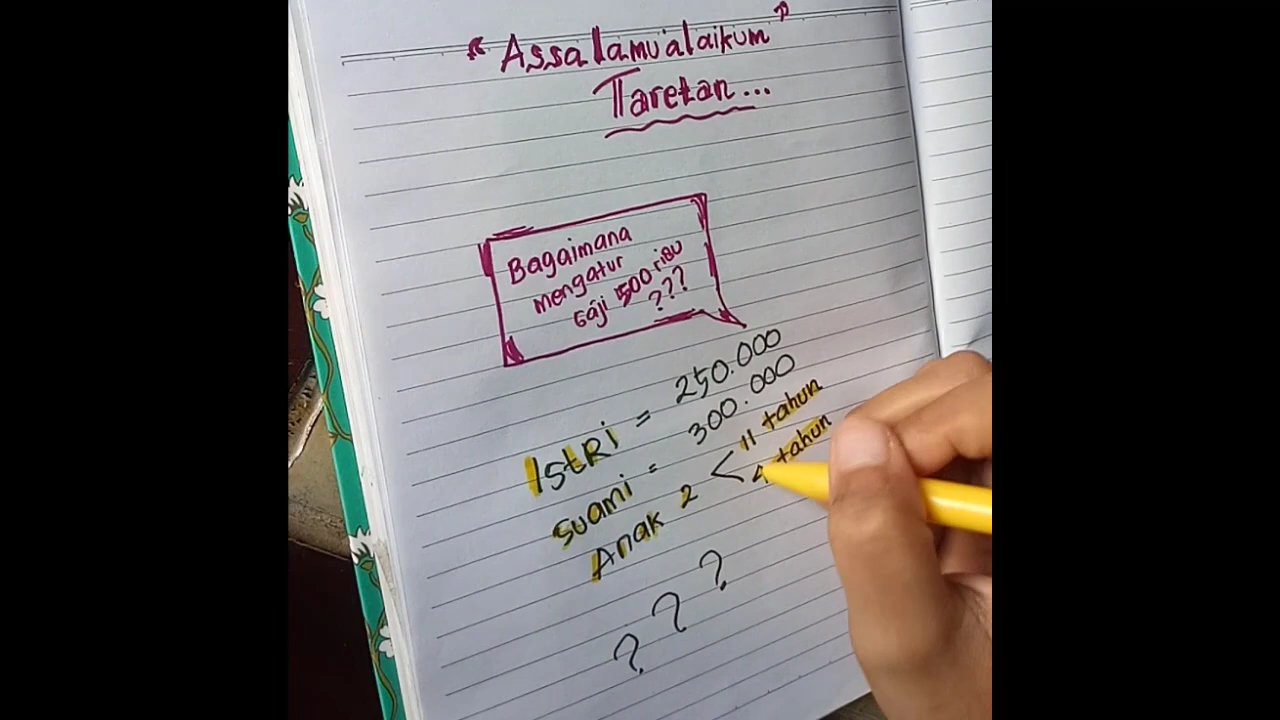 "Assalamualaikum"
Taretan...
Bagaimana
mengatur
Gaji 500 ribu
???
Istri = 250.000
suami = 300.000
Anak 2 < 11 tahun
4 tahun
? ? ?